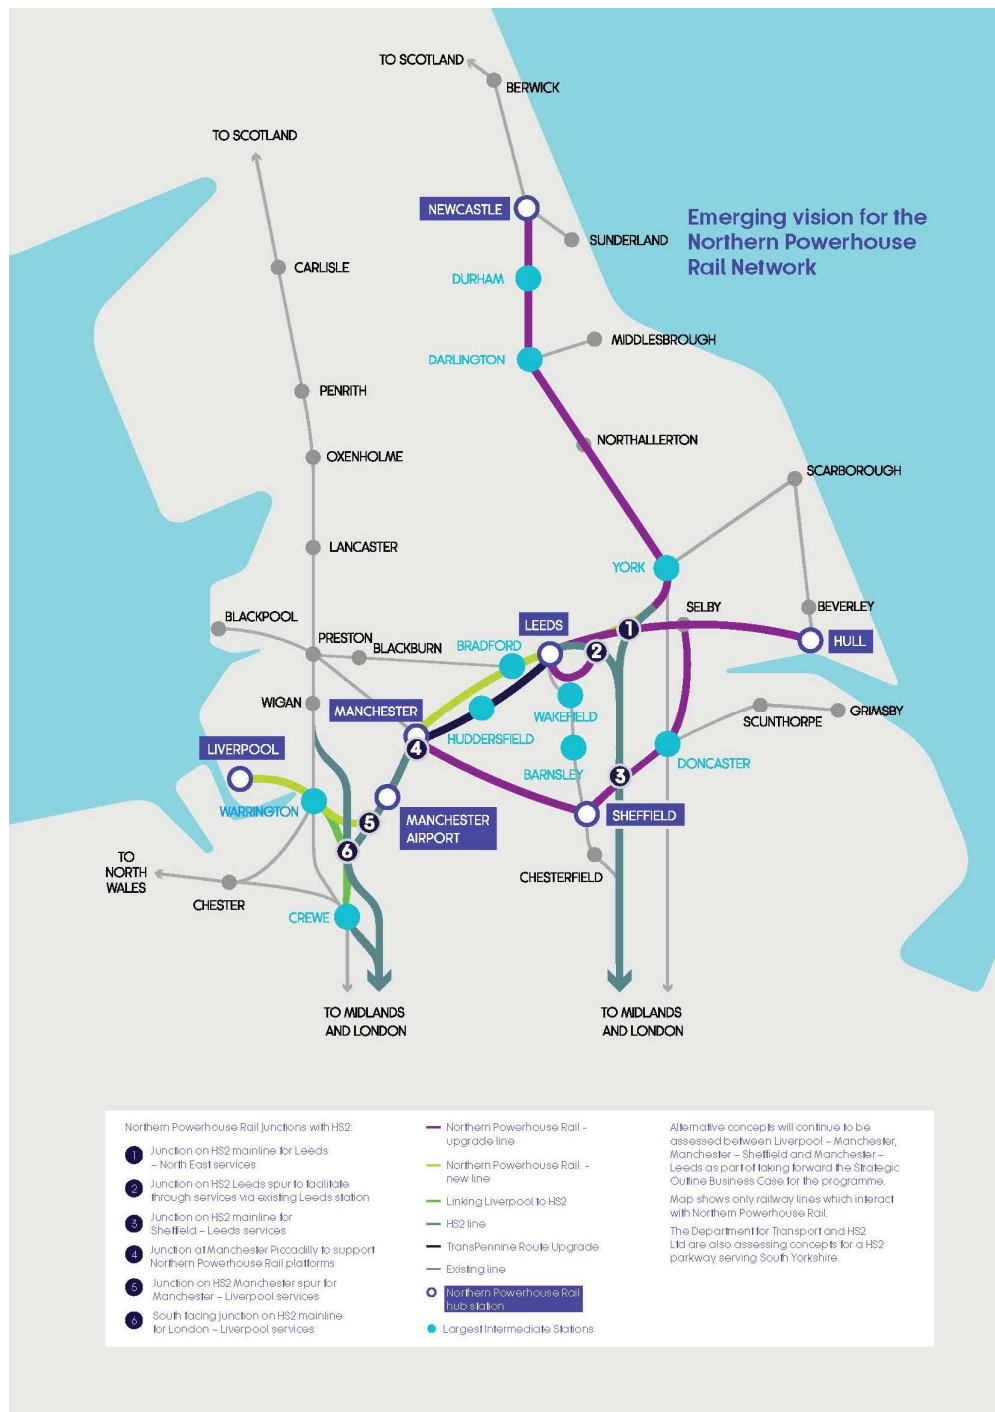 TO SCOTLAND
BERWICK
TO SCOTLAND
NEWCASTLE
Emerging vision for the
Northern Powerhouse
Rail Network
SUNDERLAND
CARLISLE
DURHAM
MIDDLESBROUGH
DARLINGTON
PENRITH
NORTHALLERTON
OXENHOLME
SCARBOROUGH
LANCASTER
YORK
BLACKPOOL
LEEDS
1
SELBY
BEVERLEY
PRESTON
BLACKBURN
BRADFORD
2
HULL
WIGAN
MANCHESTER
WAKEFIELD
SCUNTHORPE
GRIMSBY
LIVERPOOL
4
HUDDERSFIELD
BARNSLEY
3
DONCASTER
WARRINGTON
5
MANCHESTER
AIRPORT
SHEFFIELD
6
TO
NORTH
WALES
CHESTER
CHESTERFIELD
CREWE
TO MIDLANDS
AND LONDON
TO MIDLANDS
AND LONDON
Northern Powerhouse Rail junctions with HS2:
1 Junction on HS2 mainline for Leeds
– North East services
2 Junction on HS2 Leeds spur to facilitate
through services via existing Leeds station
3 Junction on HS2 mainline for
Sheffield – Leeds services
4 Junction at Manchester Piccadilly to support
Northern Powerhouse Rail platforms
5 Junction on HS2 Manchester spur for
Manchester – Liverpool services
6 South facing junction on HS2 mainline
for London – Liverpool services
Northern Powerhouse Rail -
upgrade line
Northern Powerhouse Rail -
new line
Linking Liverpool to HS2
HS2 line
TransPennine Route Upgrade
Existing line
Northern Powerhouse Rail
hub station
Largest Intermediate Stations
Alternative concepts will continue to be
assessed between Liverpool – Manchester,
Manchester – Sheffield and Manchester –
Leeds as part of taking forward the Strategic
Outline Business Case for the programme.
Map shows only railway lines which interact
with Northern Powerhouse Rail.
The Department for Transport and HS2
Ltd are also assessing concepts for a HS2
parkway serving South Yorkshire.